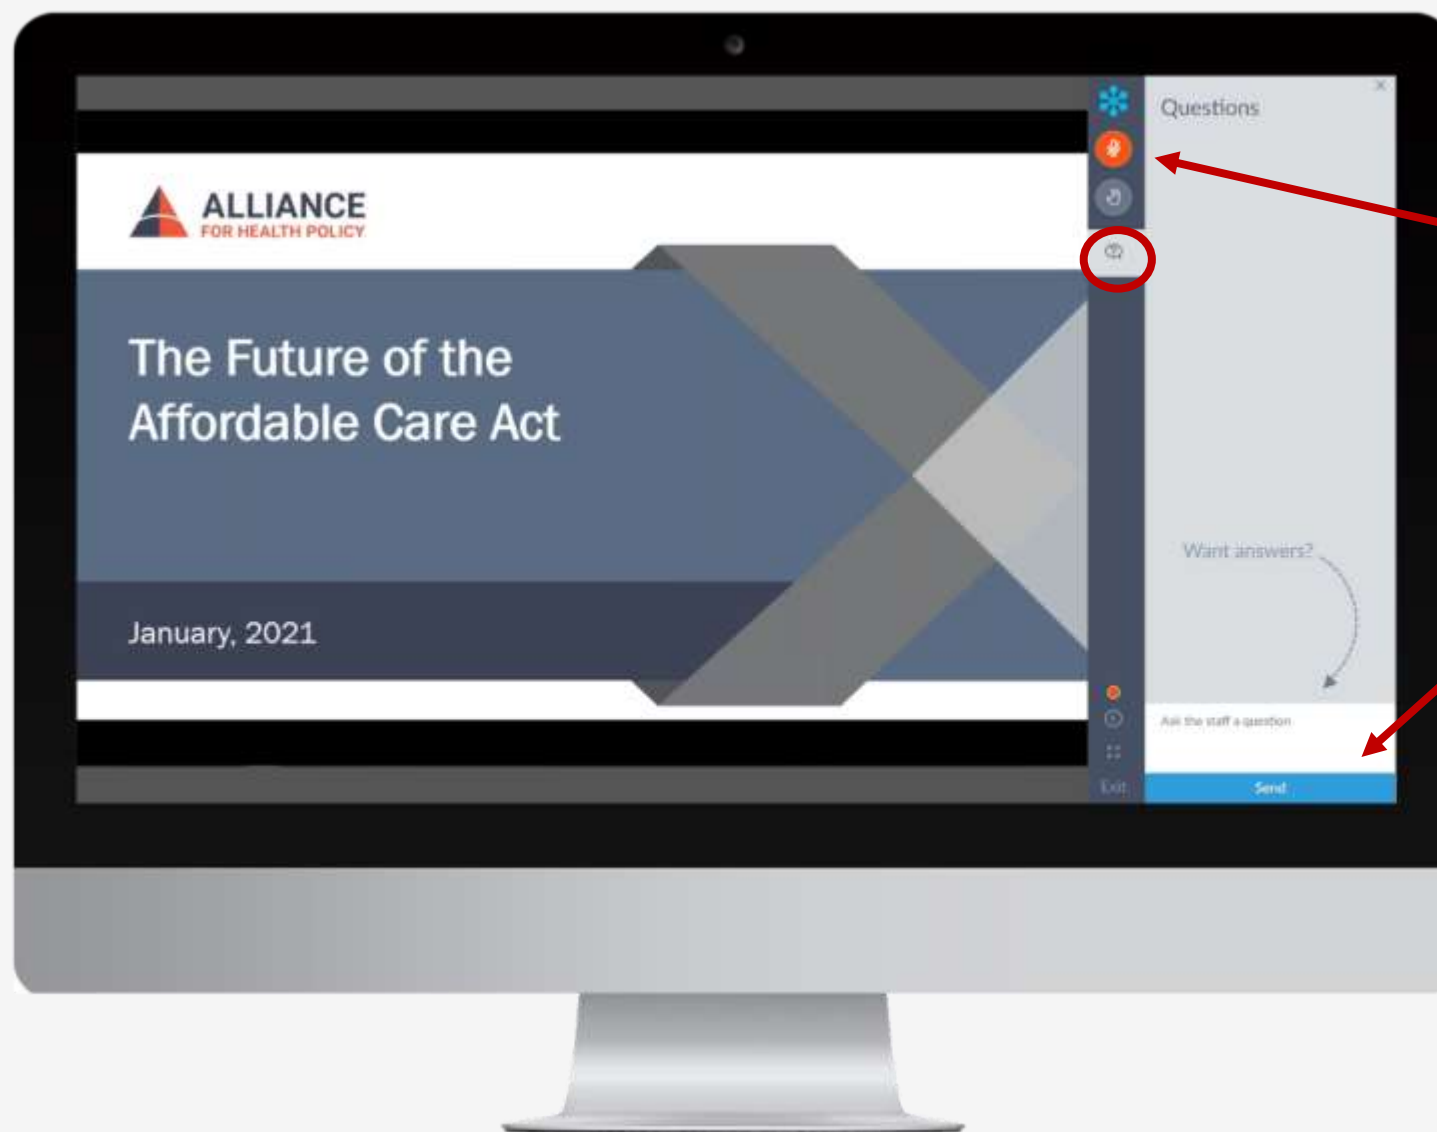 ALLIANCE
FOR HEALTH POLICY
The Future of the
Affordable Care Act
January, 2021
Questions
Want answers?
Ask the staff a question
Send
Exit